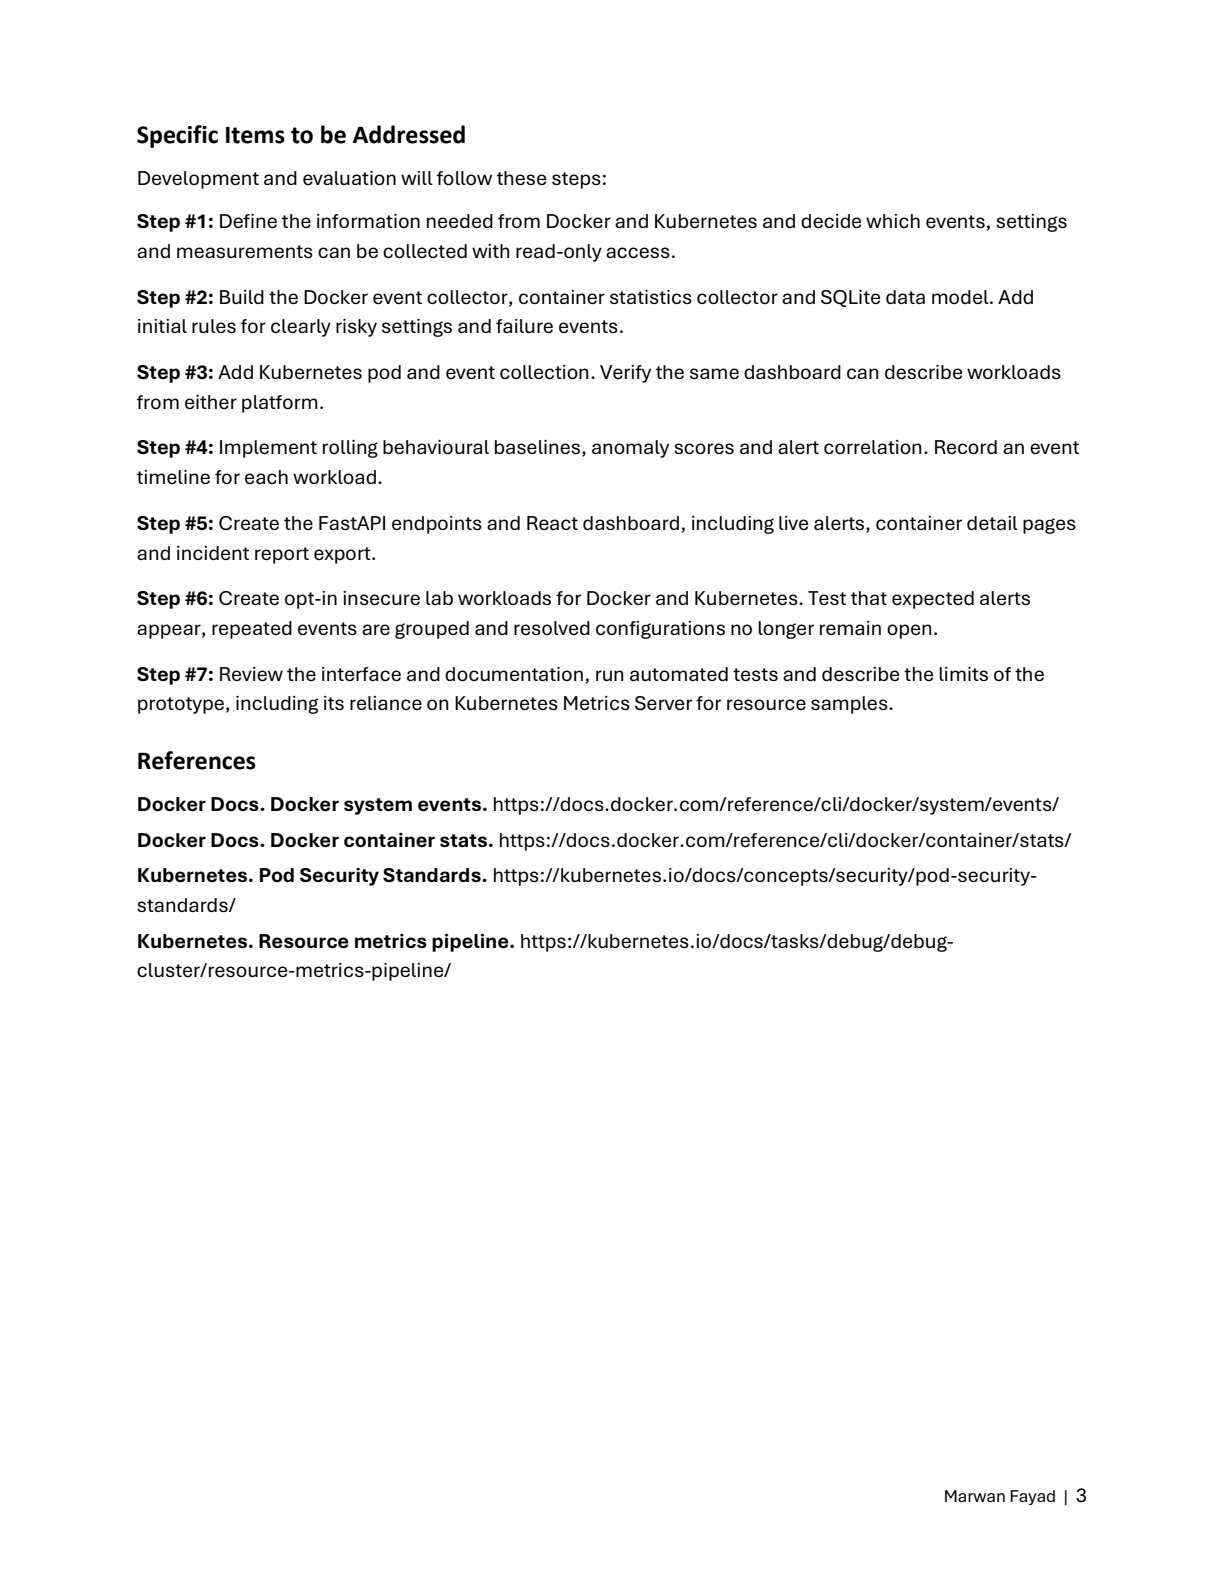 Specific Items to be Addressed
Development and evaluation will follow these steps:
Step #1: Define the information needed from Docker and Kubernetes and decide which events, settings
and measurements can be collected with read-only access.
Step #2: Build the Docker event collector, container statistics collector and SQLite data model. Add
initial rules for clearly risky settings and failure events.
Step #3: Add Kubernetes pod and event collection. Verify the same dashboard can describe workloads
from either platform.
Step #4: Implement rolling behavioural baselines, anomaly scores and alert correlation. Record an event
timeline for each workload.
Step #5: Create the FastAPI endpoints and React dashboard, including live alerts, container detail pages
and incident report export.
Step #6: Create opt-in insecure lab workloads for Docker and Kubernetes. Test that expected alerts
appear, repeated events are grouped and resolved configurations no longer remain open.
Step #7: Review the interface and documentation, run automated tests and describe the limits of the
prototype, including its reliance on Kubernetes Metrics Server for resource samples.
References
Docker Docs. Docker system events. https://docs.docker.com/reference/cli/docker/system/events/
Docker Docs. Docker container stats. https://docs.docker.com/reference/cli/docker/container/stats/
Kubernetes. Pod Security Standards. https://kubernetes.io/docs/concepts/security/pod-security-
standards/
Kubernetes. Resource metrics pipeline. https://kubernetes.io/docs/tasks/debug/debug-
cluster/resource-metrics-pipeline/
Marwan Fayad | 3